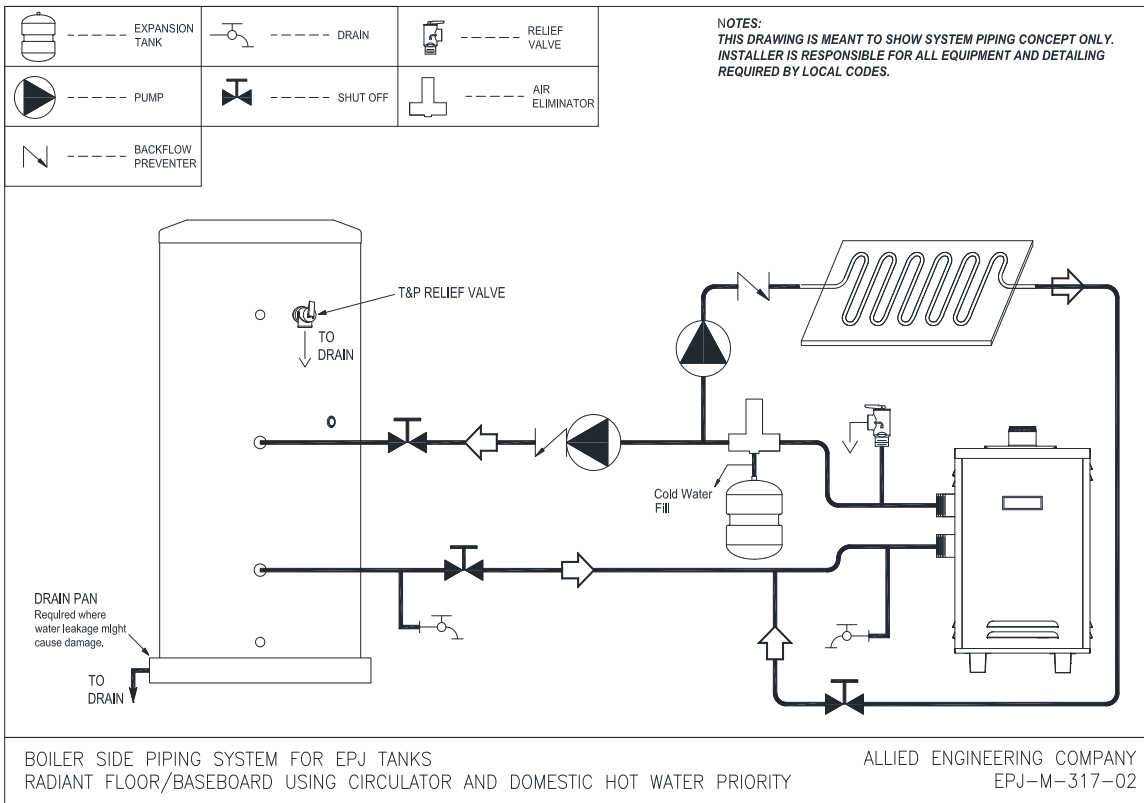 EXPANSION
TANK
DRAIN
RELIEF
VALVE
PUMP
SHUT OFF
AIR
ELIMINATOR
BACKFLOW
PREVENTER
NOTES:
THIS DRAWING IS MEANT TO SHOW SYSTEM PIPING CONCEPT ONLY.
INSTALLER IS RESPONSIBLE FOR ALL EQUIPMENT AND DETAILING
REQUIRED BY LOCAL CODES.
T&P RELIEF VALVE
TO
DRAIN
Cold Water
Fill
DRAIN PAN
Required where
water leakage might
cause damage.
TO
DRAIN
BOILER SIDE PIPING SYSTEM FOR EPJ TANKS
RADIANT FLOOR/BASEBOARD USING CIRCULATOR AND DOMESTIC HOT WATER PRIORITY
ALLIED ENGINEERING COMPANY
EPJ-M-317-02